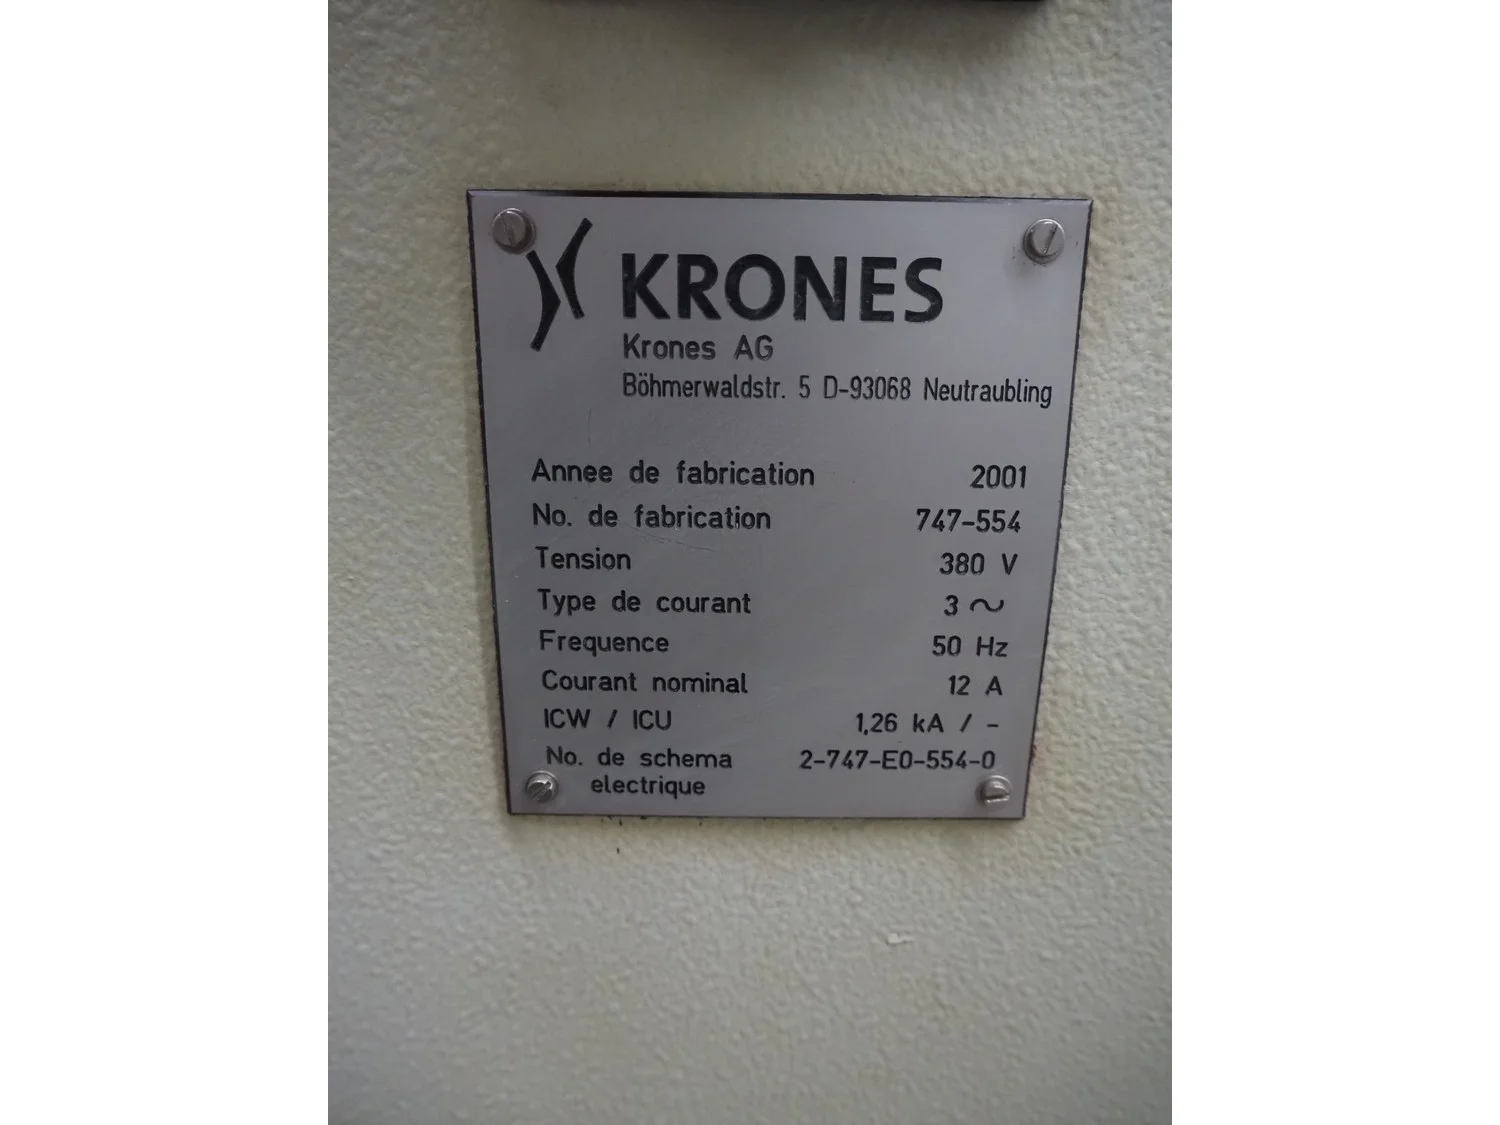 KRONES
Krones AG
Böhmerwaldstr. 5 D-93068 Neutraubling
Annee de fabrication 2001
No. de fabrication 747-554
Tension 380 V
Type de courant 3 ~
Frequence 50 Hz
Courant nominal 12 A
ICW / ICU 1,26 kA / -
No. de schema 2-747-E0-554-0
electrique